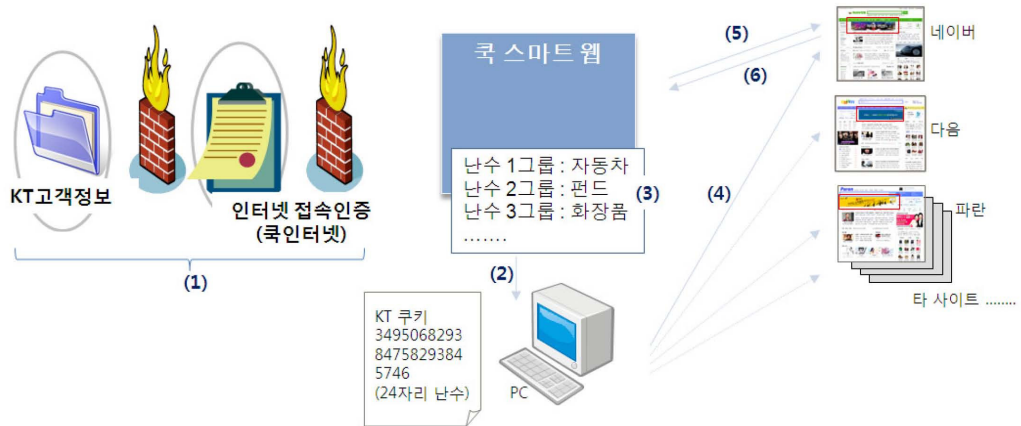 쿡 스마트 웹
(5)
(6)
네이버
다음
난수 1그룹 : 자동차
난수 2그룹 : 펀드
난수 3그룹 : 화장품
.......
(3)
(4)
KT고객정보
인터넷 접속인증
(쿡인터넷)
파란
(1)
(2)
타 사이트 ........
KT 쿠키
3495068293
8475829384
5746
(24자리 난수)
PC